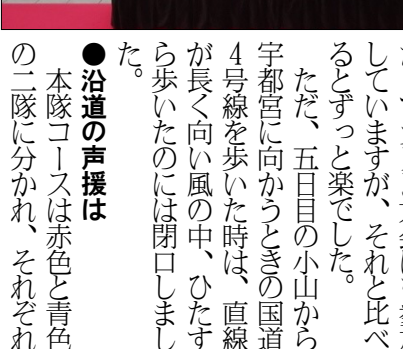 していますが、それと比べ
るとずっと楽でした。
ただ、五日目の小山から
宇都宮に向かうときの国道
4号線を歩いた時は、直線
が長く向い風の中、ひたす
ら歩いたのには閉口しまし
た。
●沿道の声援は
本隊コースは赤色と青色
の二隊に分かれ、それぞれ